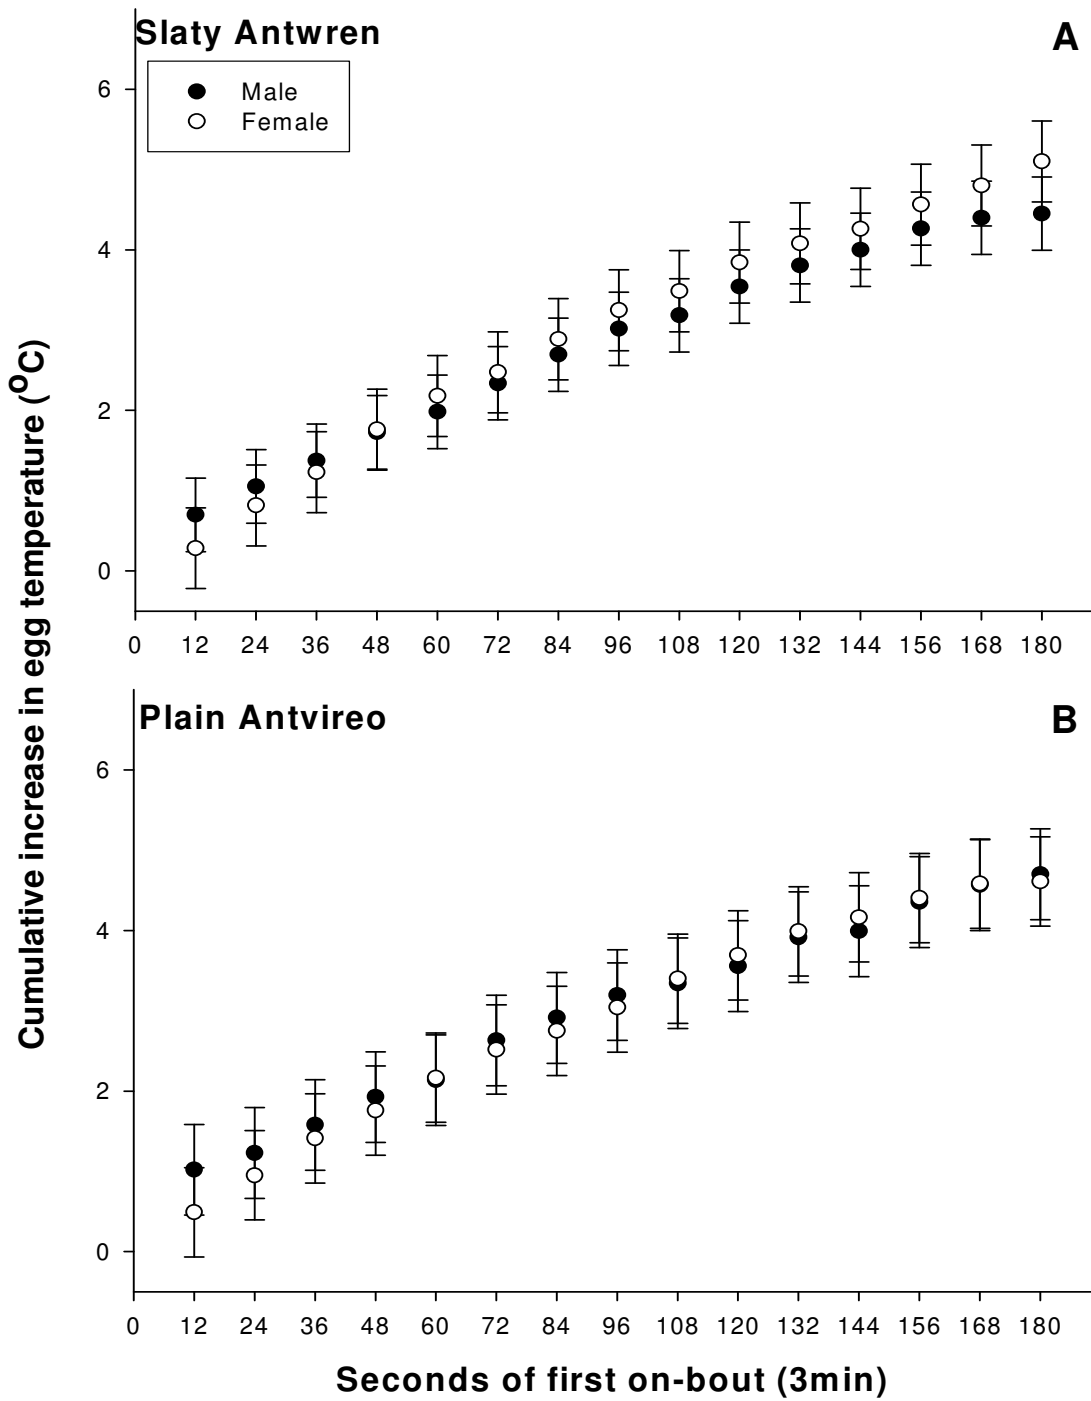 Slaty Antwren
A
Male
Female
6
4
2
0
0 12 24 36 48 60 72 84 96 108 120 132 144 156 168 180
Cumulative increase in egg temperature (ºC)
Plain Antvireo
B
6
4
2
0
0 12 24 36 48 60 72 84 96 108 120 132 144 156 168 180
Seconds of first on-bout (3min)